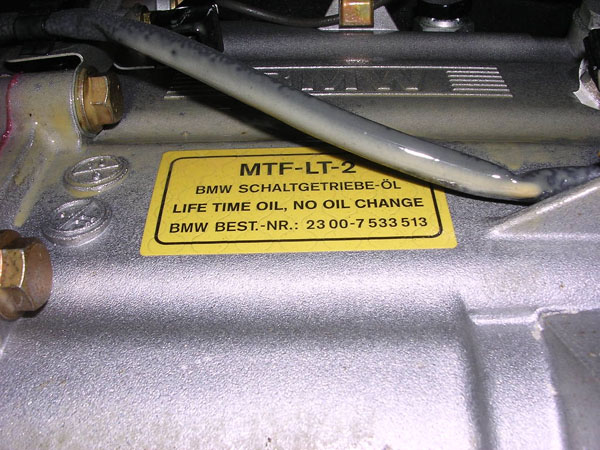 BMW
MTF-LT-2
BMW SCHALTGETRIEBE-ÖL
LIFE TIME OIL, NO OIL CHANGE
BMW BEST.-NR.: 23 00-7 533 513